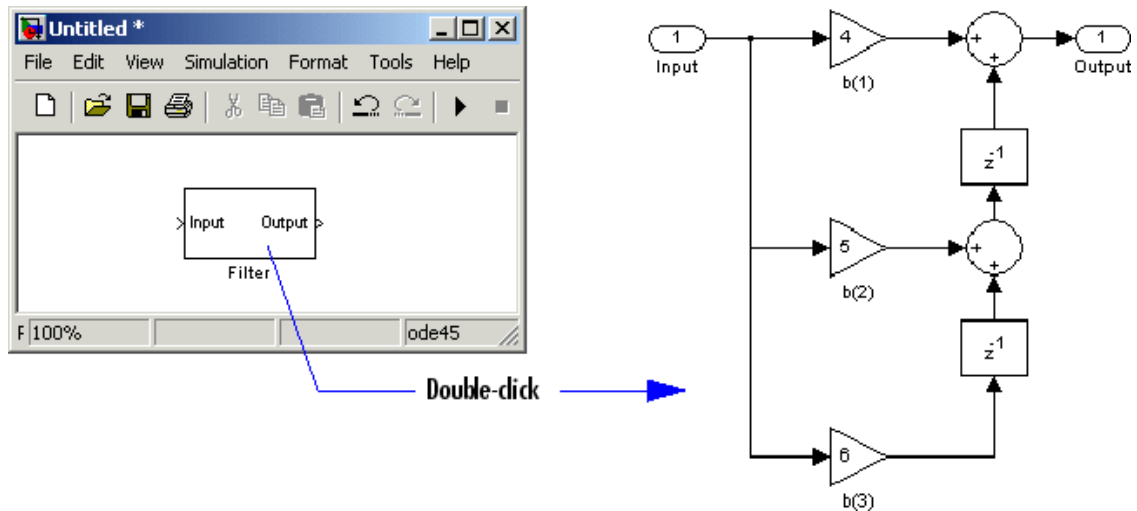 Untitled *
File Edit View Simulation Format Tools Help
Input Output
Filter
F 100% ode45
Double-click
1
Input
4
b(1)
+
+
1
Output
z-1
5
b(2)
+
+
z-1
6
b(3)